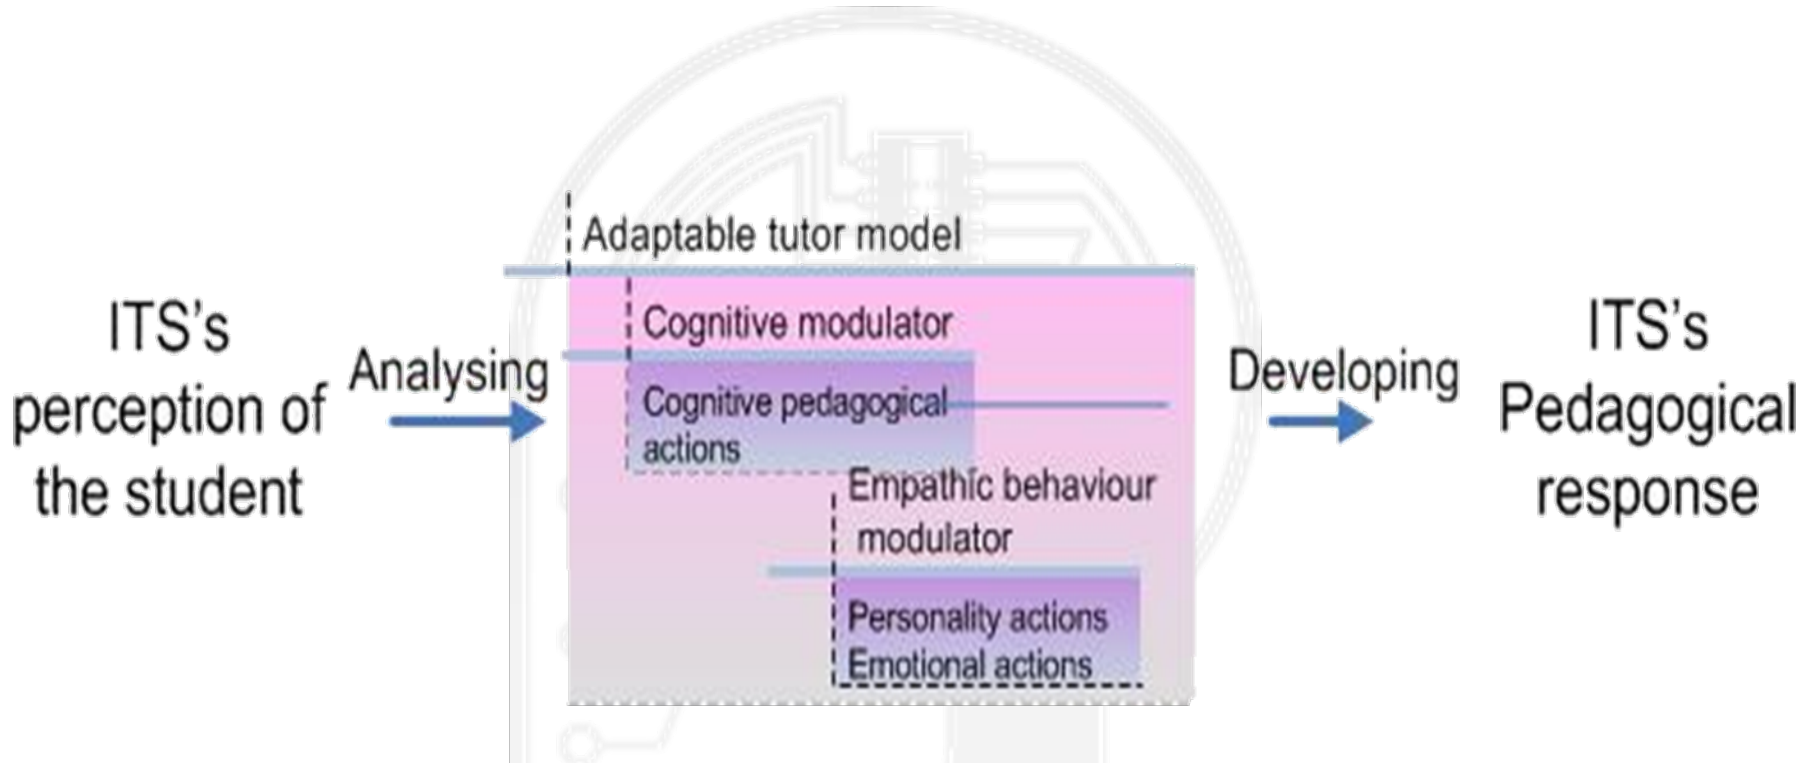 ITS's
perception of
the student
Analysing
Adaptable tutor model
Cognitive modulator
Cognitive pedagogical
actions
Empathic behaviour
modulator
Personality actions
Emotional actions
Developing
ITS's
Pedagogical
response